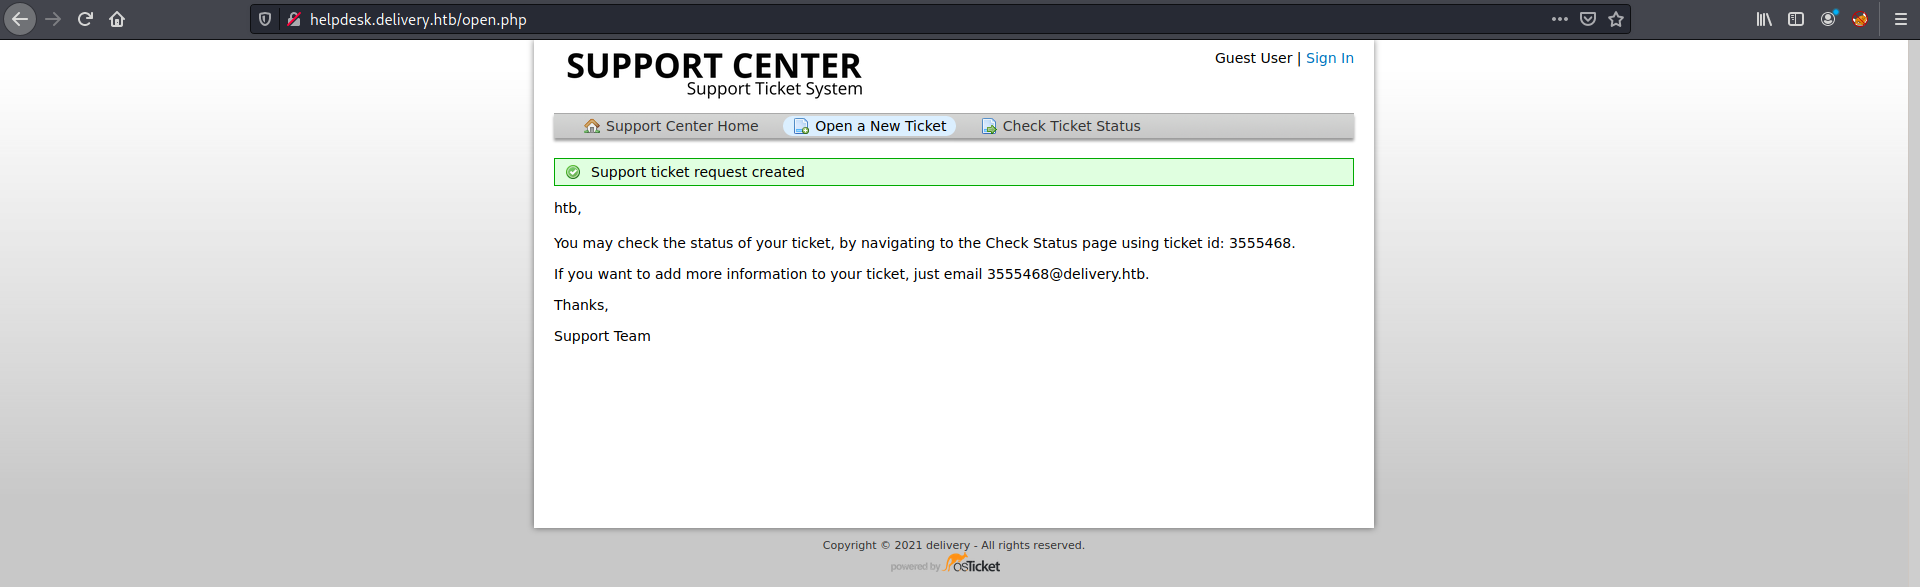 helpdesk.delivery.htb/open.php
SUPPORT CENTER
Support Ticket System
Guest User | Sign In
Support Center Home
Open a New Ticket
Check Ticket Status
Support ticket request created
htb,
You may check the status of your ticket, by navigating to the Check Status page using ticket id: 3555468.
If you want to add more information to your ticket, just email 3555468@delivery.htb.
Thanks,
Support Team
Copyright © 2021 delivery - All rights reserved.
powered by osTicket